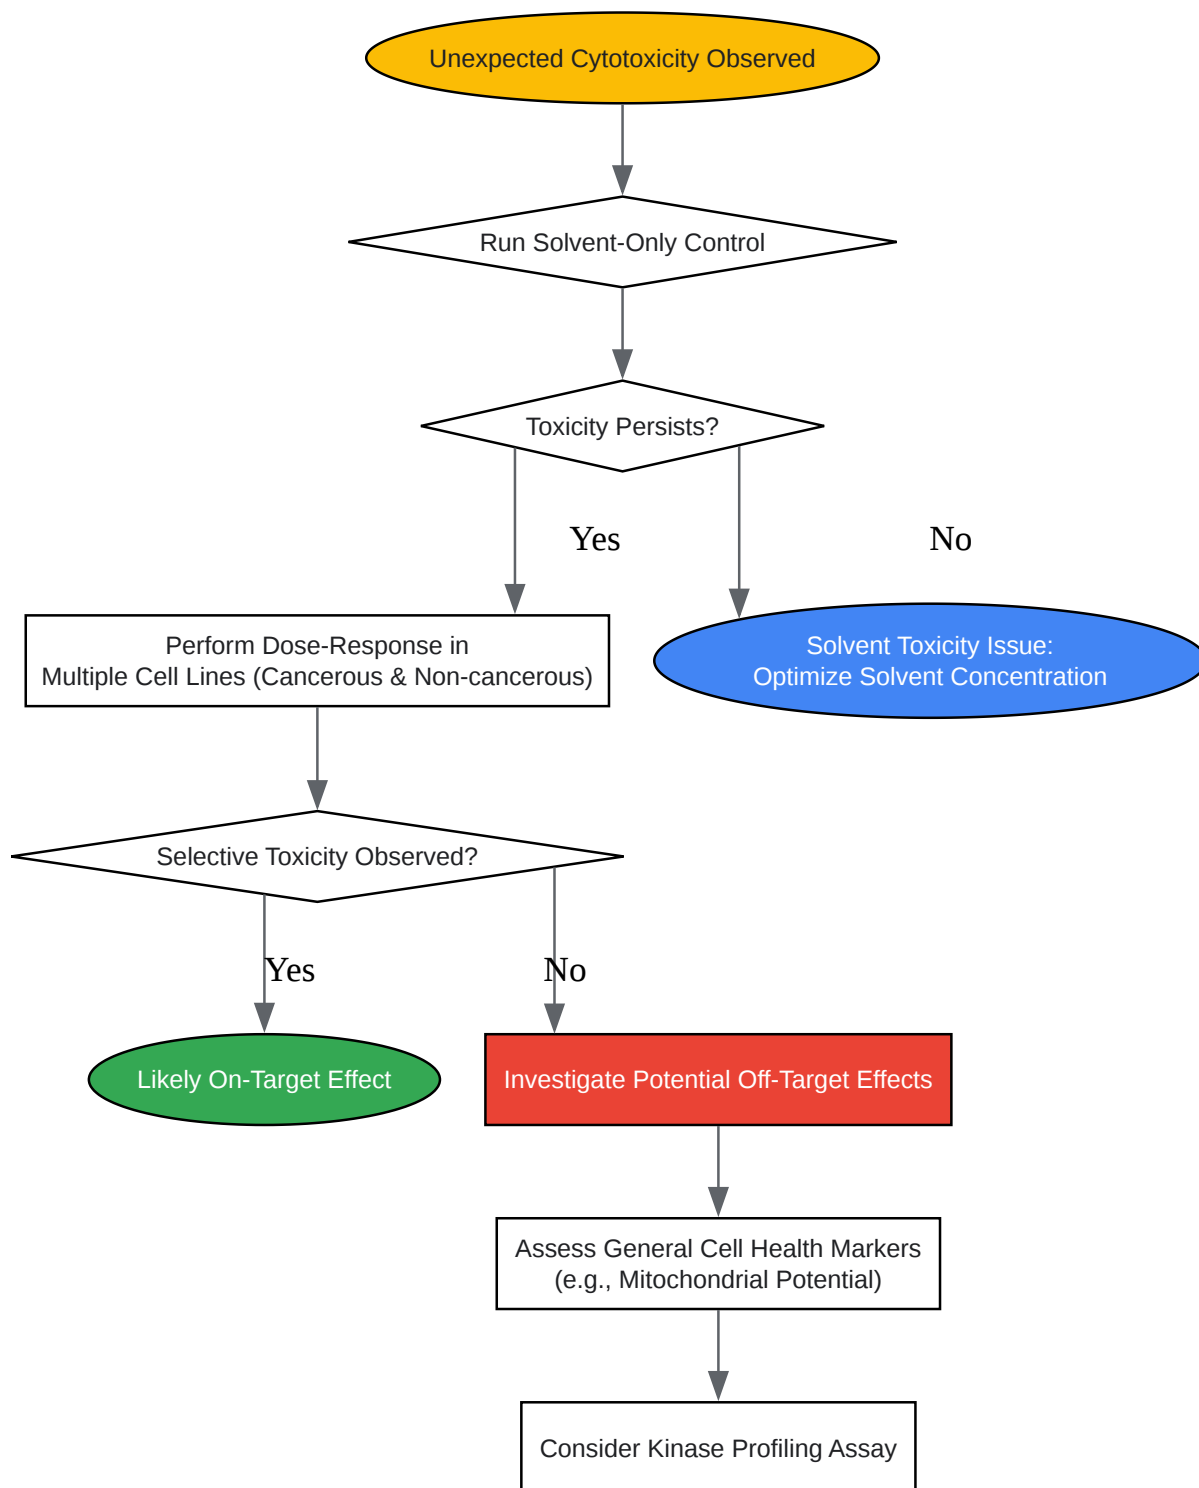 Unexpected Cytotoxicity Observed
Run Solvent-Only Control
Toxicity Persists?
Yes
No
Perform Dose-Response in
Multiple Cell Lines (Cancerous & Non-cancerous)
Solvent Toxicity Issue:
Optimize Solvent Concentration
Selective Toxicity Observed?
Yes
No
Likely On-Target Effect
Investigate Potential Off-Target Effects
Assess General Cell Health Markers
(e.g., Mitochondrial Potential)
Consider Kinase Profiling Assay